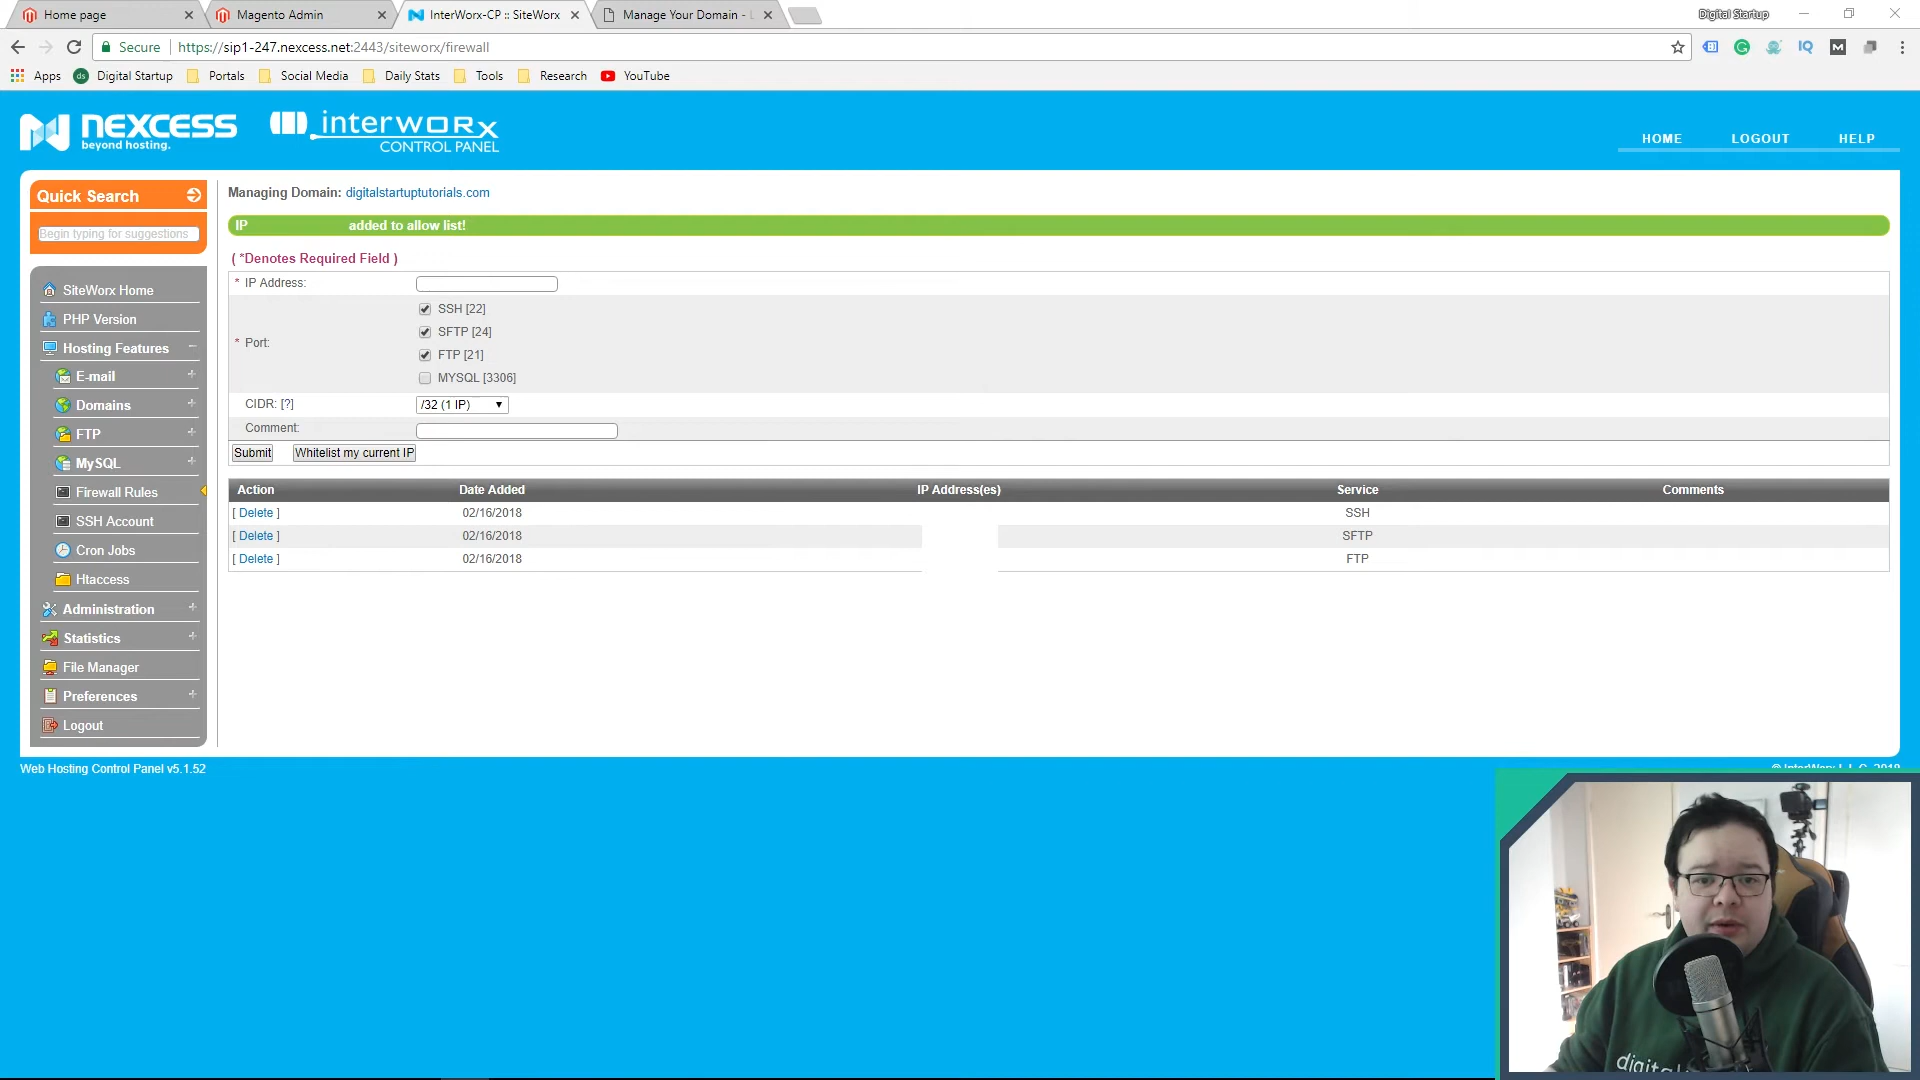 Home page
Magento Admin
InterWorx-CP :: SiteWorx
Manage Your Domain -
Digital Startup
Secure
https://sip1-247.nexcess.net:2443/siteworx/firewall
Apps
Digital Startup
Portals
Social Media
Daily Stats
Tools
Research
YouTube
NEXCESS
beyond hosting.
interworx
CONTROL PANEL
HOME
LOGOUT
HELP
Quick Search
Begin typing for suggestions
SiteWorx Home
PHP Version
Hosting Features
E-mail
Domains
FTP
MySQL
Firewall Rules
SSH Account
Cron Jobs
Htaccess
Administration
Statistics
File Manager
Preferences
Logout
Managing Domain: digitalstartuptutorials.com
IP added to allow list!
( *Denotes Required Field )
* IP Address:
* Port:
SSH [22]
SFTP [24]
FTP [21]
MYSQL [3306]
CIDR: [?]
/32 (1 IP)
Comment:
Submit
Whitelist my current IP
Action Date Added IP Address(es) Service Comments
[ Delete ] 02/16/2018 SSH
[ Delete ] 02/16/2018 SFTP
[ Delete ] 02/16/2018 FTP
Web Hosting Control Panel v5.1.52